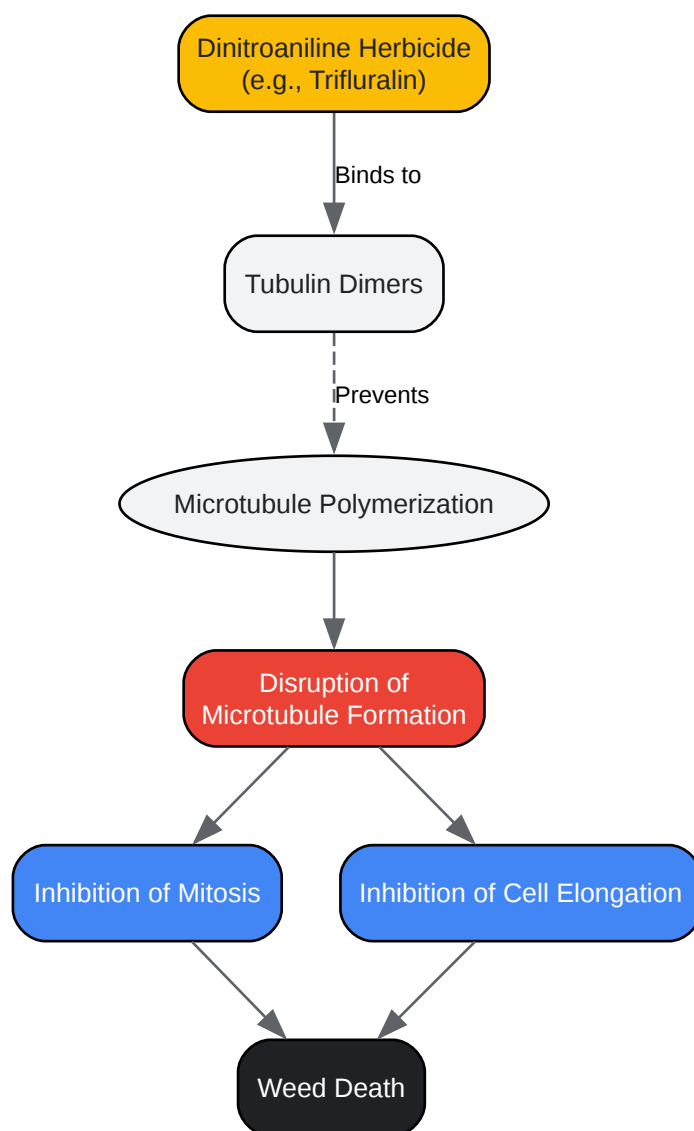 Dinitroaniline Herbicide
(e.g., Trifluralin)
Binds to
Tubulin Dimers
Prevents
Microtubule Polymerization
Disruption of
Microtubule Formation
Inhibition of Mitosis
Inhibition of Cell Elongation
Weed Death